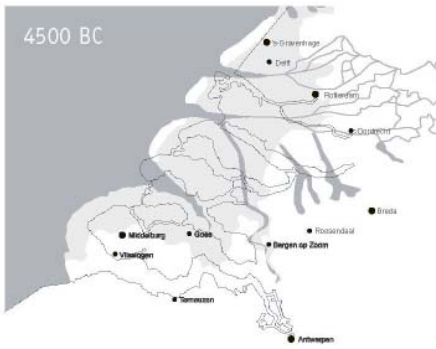 4500 BC
's-Gravenhage
Delft
Rotterdam
Dordrecht
Breda
Roosendaal
Middelburg
Goes
Bergen op Zoom
Vlissingen
Terneuzen
Antwerpen